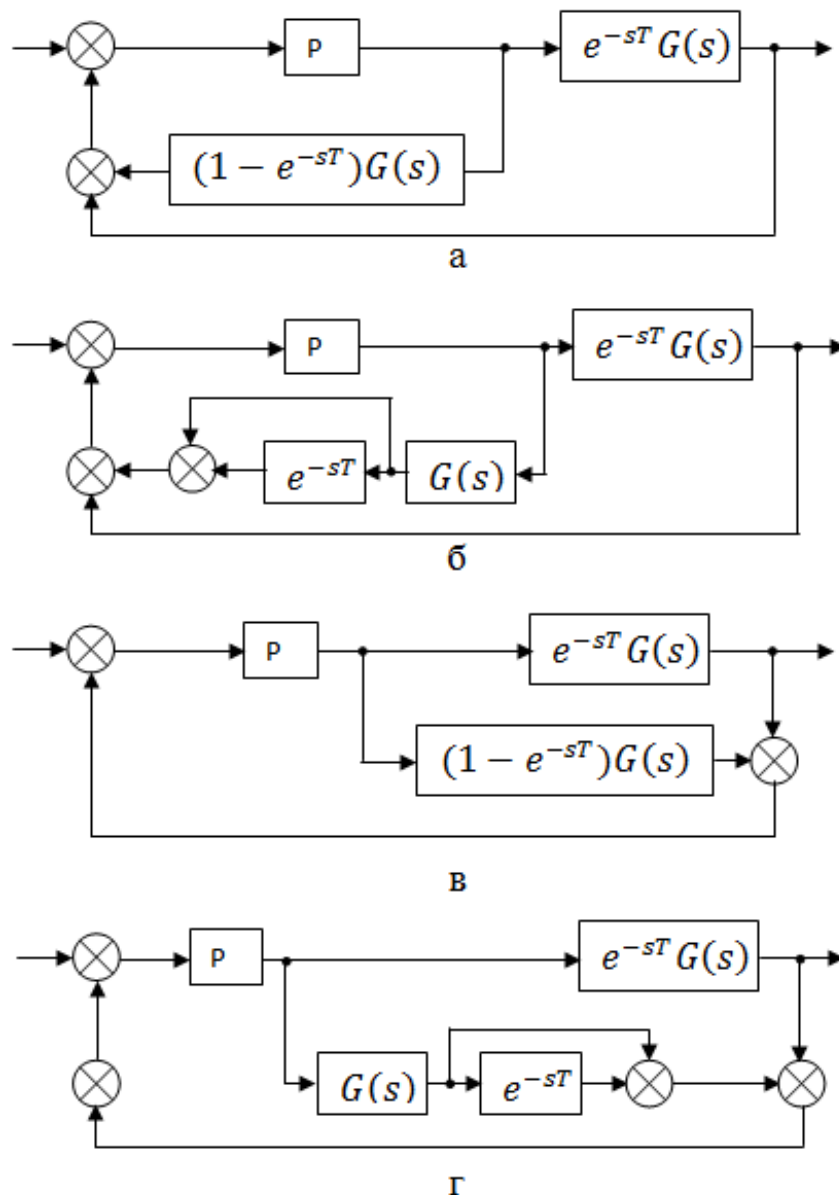 P
e^{-sT}G(s)
(1 − e^{-sT})G(s)
а
P
e^{-sT}G(s)
e^{-sT}
G(s)
б
P
e^{-sT}G(s)
(1 − e^{-sT})G(s)
в
P
e^{-sT}G(s)
G(s)
e^{-sT}
г